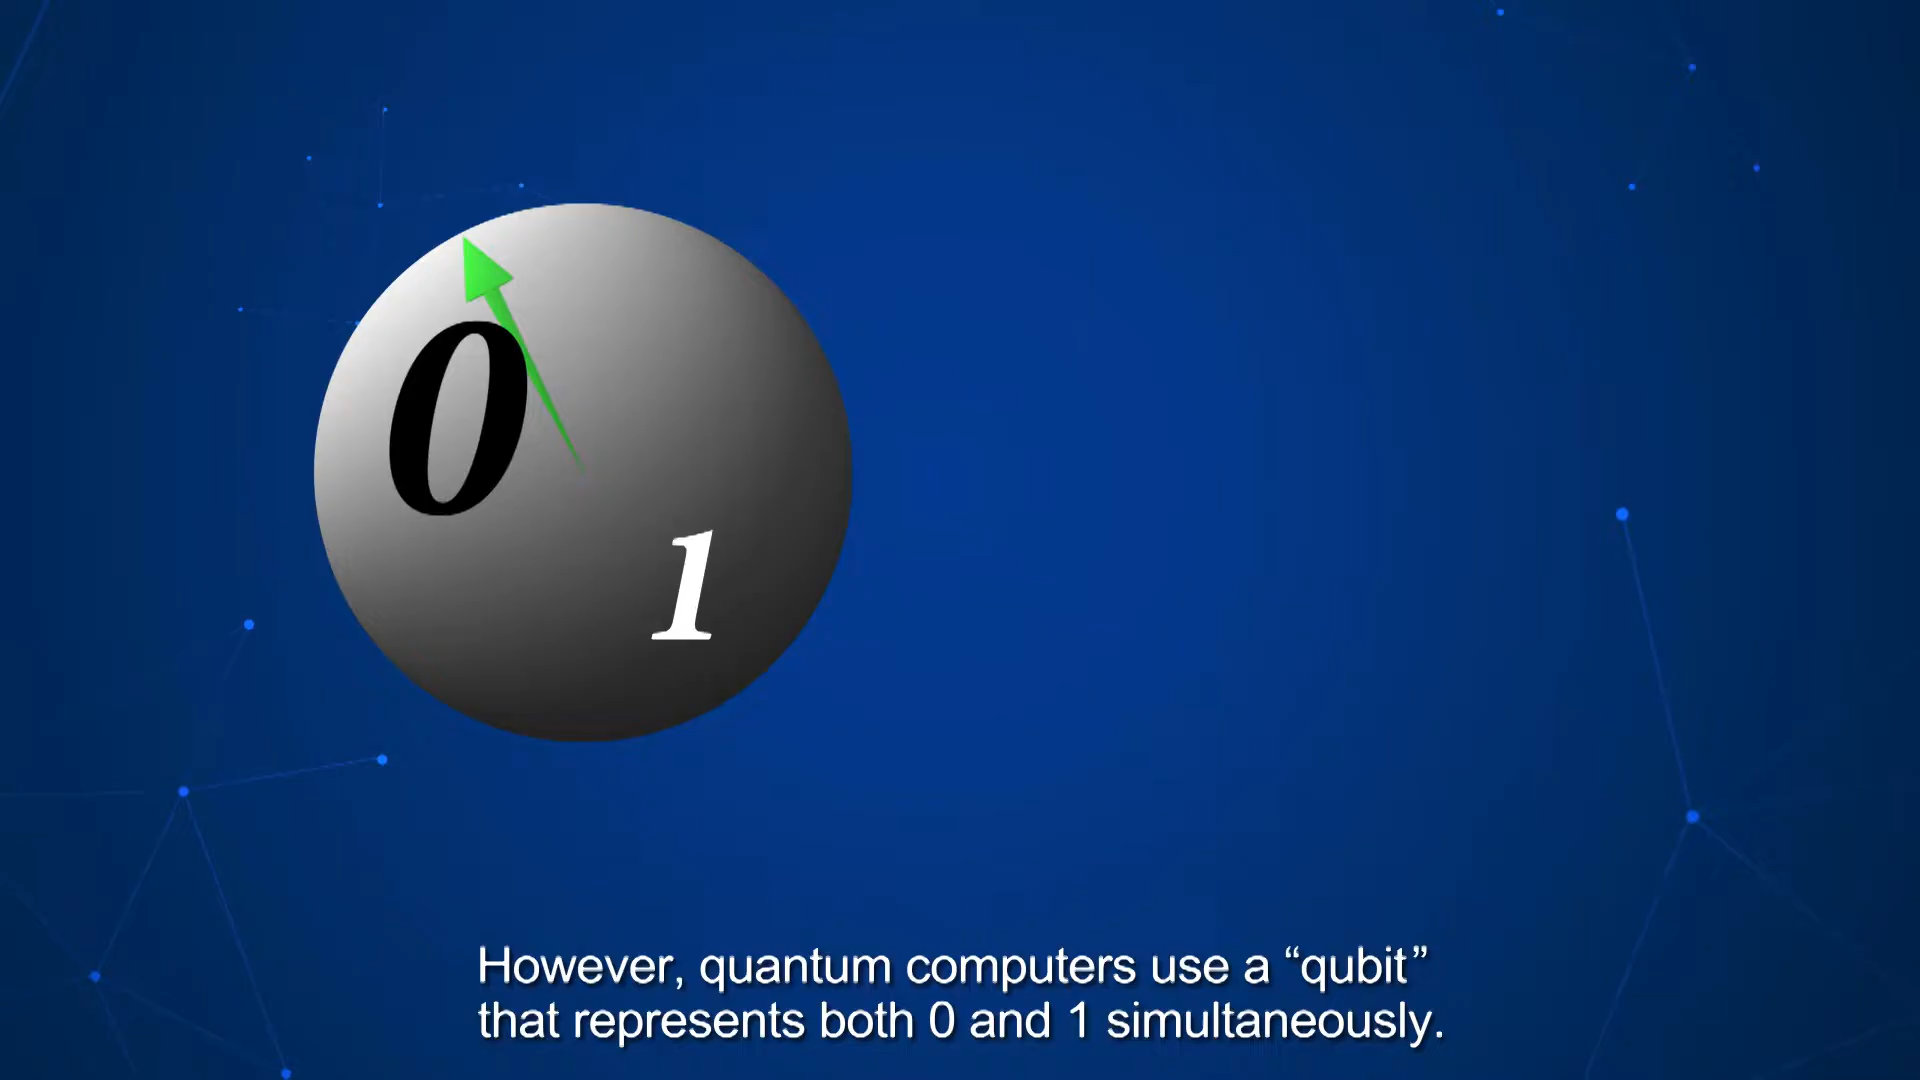 0
1
However, quantum computers use a “qubit”
that represents both 0 and 1 simultaneously.